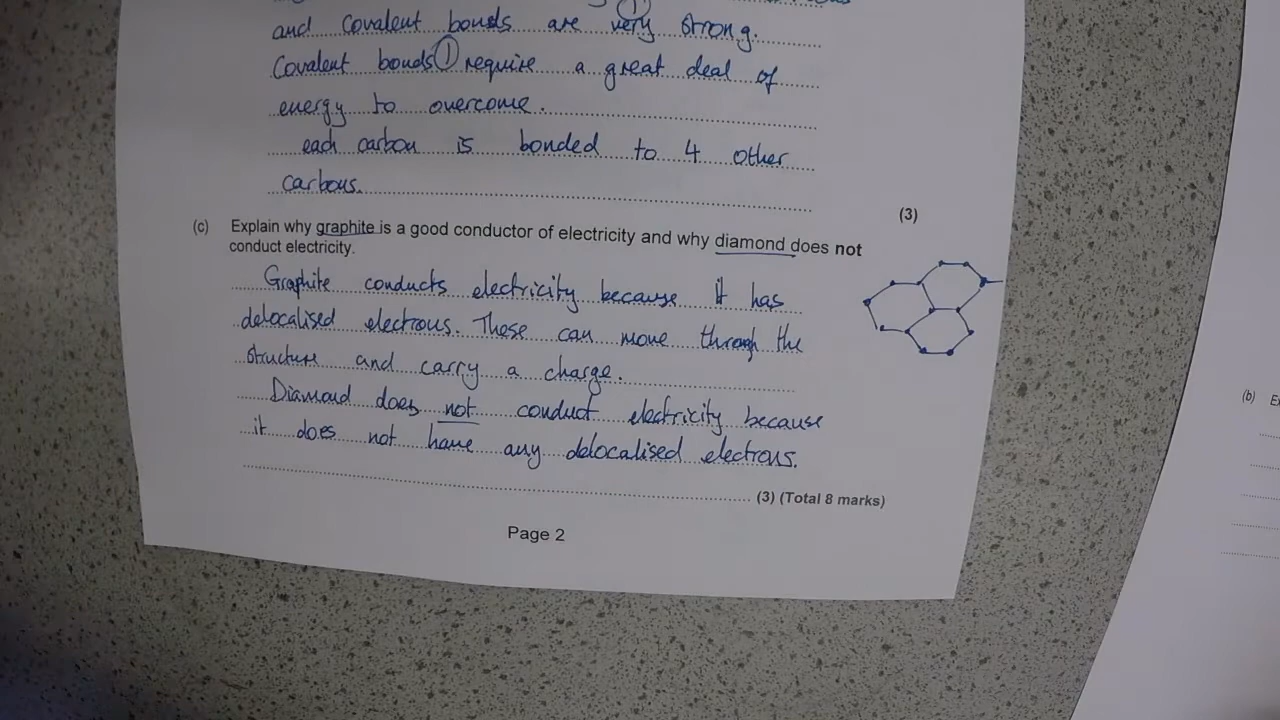 and covalent bonds are very strong.
Covalent bonds ① require a great deal of
energy to overcome.
each carbon is bonded to 4 other
carbons.
(3)
(c) Explain why graphite is a good conductor of electricity and why diamond does not
conduct electricity.
Graphite conducts electricity because it has
delocalised electrons. These can move through the
structure and carry a charge.
Diamond does not conduct electricity because
it does not have any delocalised electrons.
(3) (Total 8 marks)
Page 2
(b)